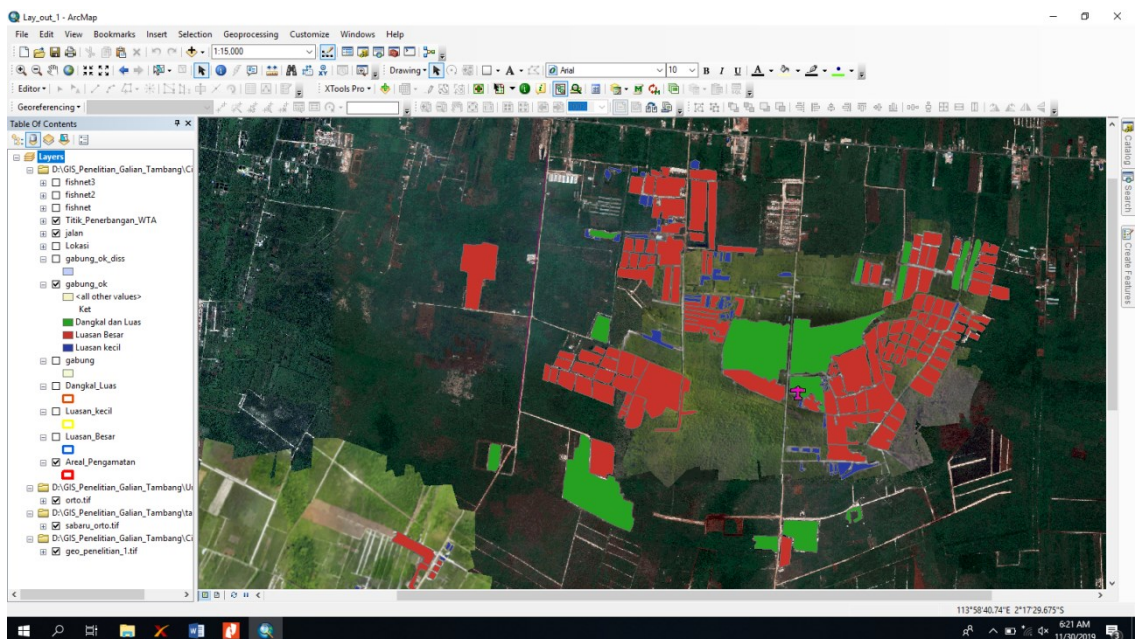 Lay_out_1 - ArcMap
File Edit View Bookmarks Insert Selection Geoprocessing Customize Windows Help
1:15.000
Drawing Arial 10 B I U A
Editor XTools Pro
Georeferencing
Table Of Contents
Layers
D:\GIS_Penelitian_Galian_Tambang\Ci
fishnet3
fishnet2
fishnet
Titik_Penerbangan_WTA
jalan
Lokasi
gabung_ok_diss
gabung_ok
<all other values>
Ket
Dangkal dan Luas
Luasan Besar
Luasan kecil
gabung
Dangkal_Luas
Luasan_kecil
Luasan_Besar
Areal_Pengamatan
D:\GIS_Penelitian_Galian_Tambang\Ur
orto.tif
D:\GIS_Penelitian_Galian_Tambang\ta
sabaru_orto.tif
D:\GIS_Penelitian_Galian_Tambang\Ci
geo_penelitian_1.tif
Catalog
Search
Create Features
113°58'40.74"E 2°17'29.675"S
6:21 AM
11/30/2019